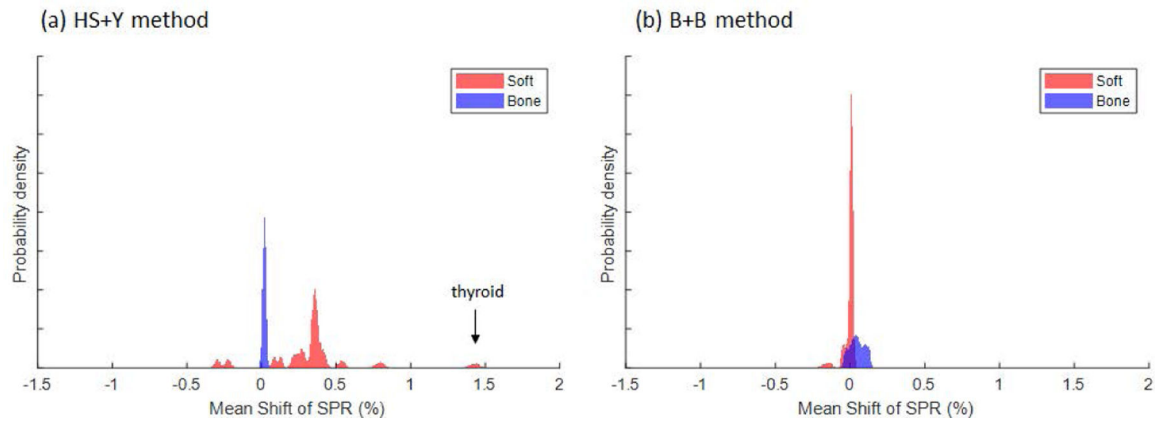 (a) HS+Y method
Soft
Bone
Probability density
thyroid
-1.5 -1 -0.5 0 0.5 1 1.5 2
Mean Shift of SPR (%)
(b) B+B method
Soft
Bone
Probability density
-1.5 -1 -0.5 0 0.5 1 1.5 2
Mean Shift of SPR (%)